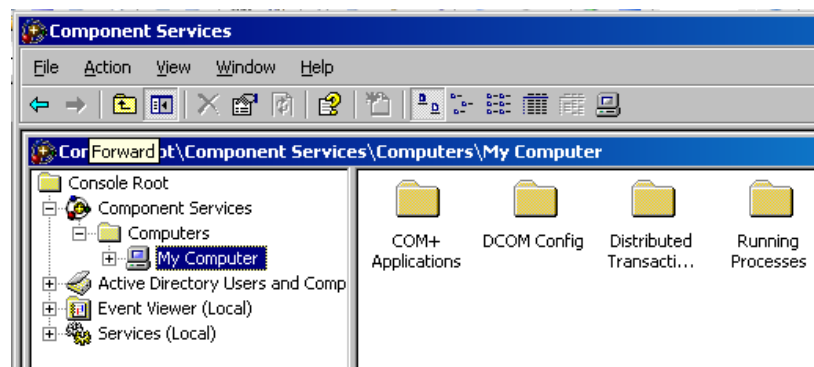 Component Services
File Action View Window Help
Cor Forward ot\Component Services\Computers\My Computer
Console Root
Component Services
Computers
My Computer
Active Directory Users and Comp
Event Viewer (Local)
Services (Local)
COM+ Applications
DCOM Config
Distributed Transacti...
Running Processes